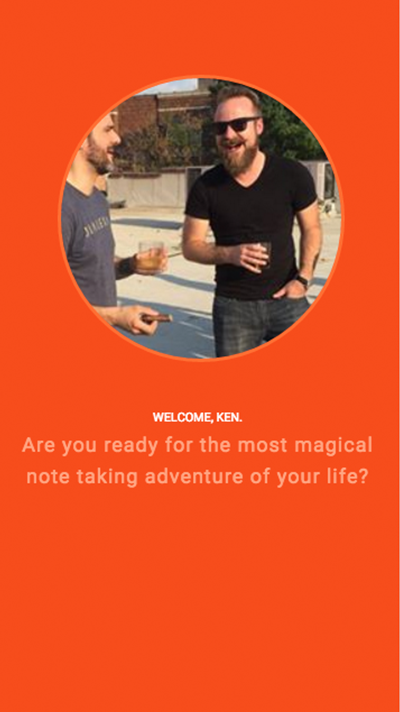 WELCOME, KEN.
Are you ready for the most magical
note taking adventure of your life?